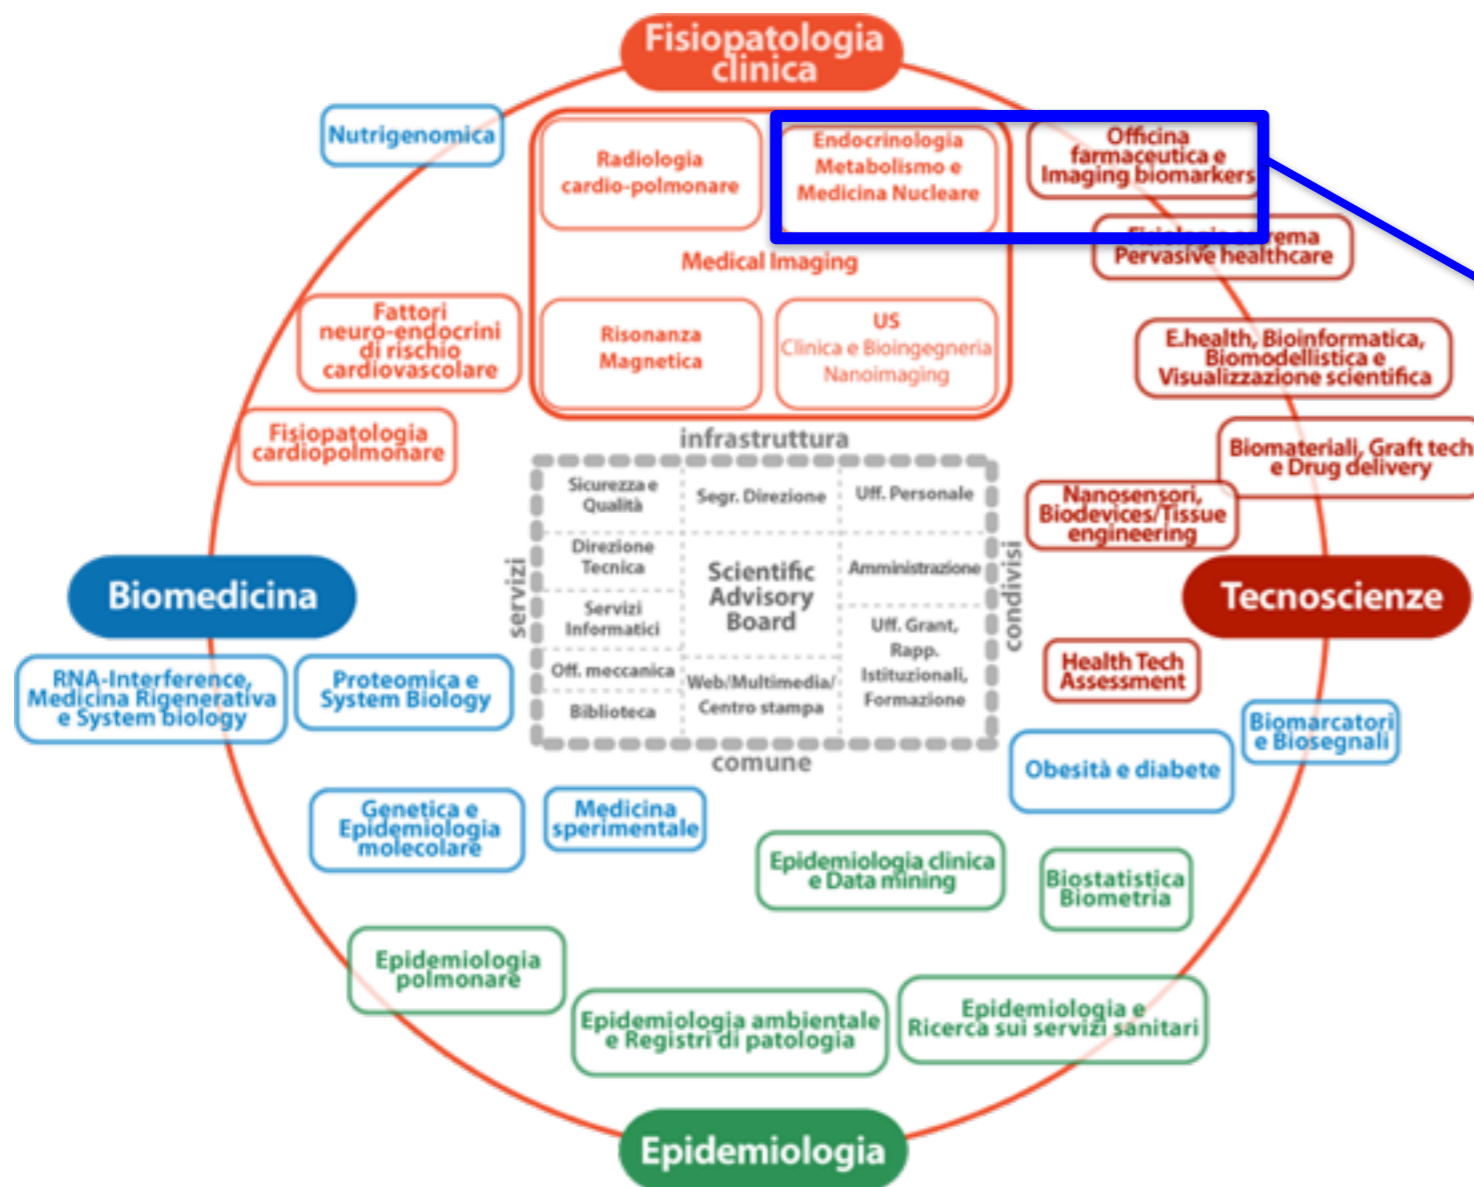 Fisiopatologia
clinica
Nutrigenomica
Radiologia
cardio-polmonare
Endocrinologia
Metabolismo e
Medicina Nucleare
Officina
farmaceutica e
Imaging biomarkers
Medical Imaging
Pervasive healthcare
Fattori
neuro-endocrini
di rischio
cardiovascolare
Risonanza
Magnetica
US
Clinica e Bioingegneria
Nanoimaging
E.health, Bioinformatica,
Biomodellistica e
Visualizzazione scientifica
Fisiopatologia
cardiopolmonare
Biomateriali, Graft tech
e Drug delivery
Nanosensori,
Biodevices/Tissue
engineering
infrastruttura
servizi
condivisi
comune
Sicurezza e
Qualità
Segr. Direzione
Uff. Personale
Direzione
Tecnica
Scientific
Advisory
Board
Amministrazione
Servizi
Informatici
Uff. Grant,
Rapp.
Istituzionali,
Formazione
Off. meccanica
Web/Multimedia/
Centro stampa
Biblioteca
Biomedicina
Tecnoscienze
RNA-Interference,
Medicina Rigenerativa
e System biology
Proteomica e
System Biology
Health Tech
Assessment
Biomarcatori
e Biosegnali
Obesità e diabete
Genetica e
Epidemiologia
molecolare
Medicina
sperimentale
Epidemiologia clinica
e Data mining
Biostatistica
Biometria
Epidemiologia
polmonare
Epidemiologia ambientale
e Registri di patologia
Epidemiologia e
Ricerca sui servizi sanitari
Epidemiologia